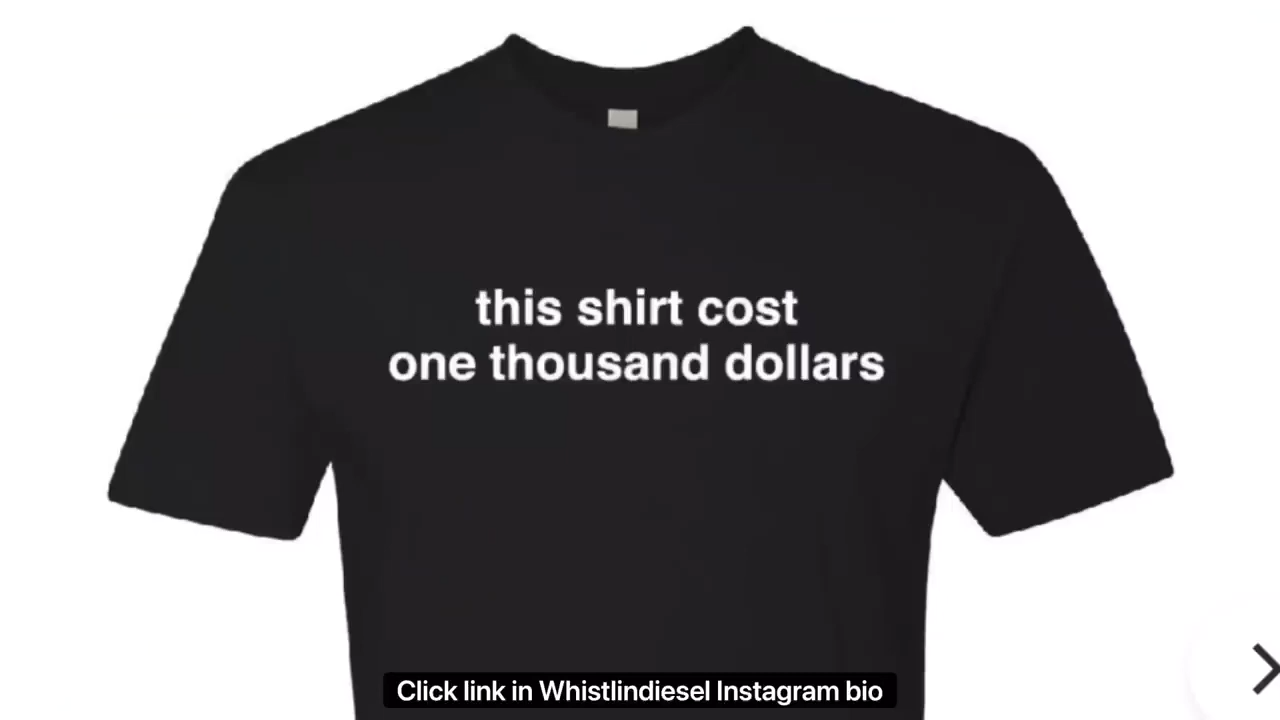 this shirt cost
one thousand dollars
Click link in Whistlindiesel Instagram bio